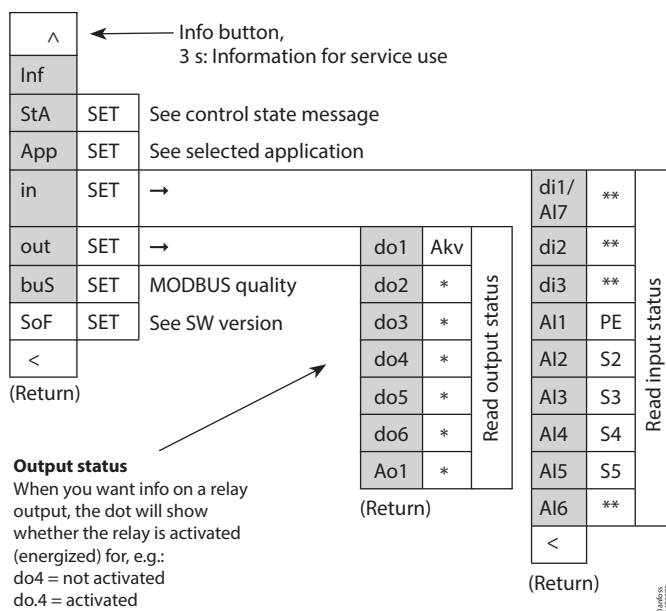 ^
Info button,
3 s: Information for service use
Inf
StA SET See control state message
App SET See selected application
in SET →
out SET →
buS SET MODBUS quality
SoF SET See SW version
<
(Return)
do1 Akv
do2 *
do3 *
do4 *
do5 *
do6 *
Ao1 *
Read output status
(Return)
di1/
AI7 **
di2 **
di3 **
AI1 PE
AI2 S2
AI3 S3
AI4 S4
AI5 S5
AI6 **
<
Read input status
(Return)
Output status
When you want info on a relay
output, the dot will show
whether the relay is activated
(energized) for, e.g.:
do4 = not activated
do.4 = activated
Danfoss